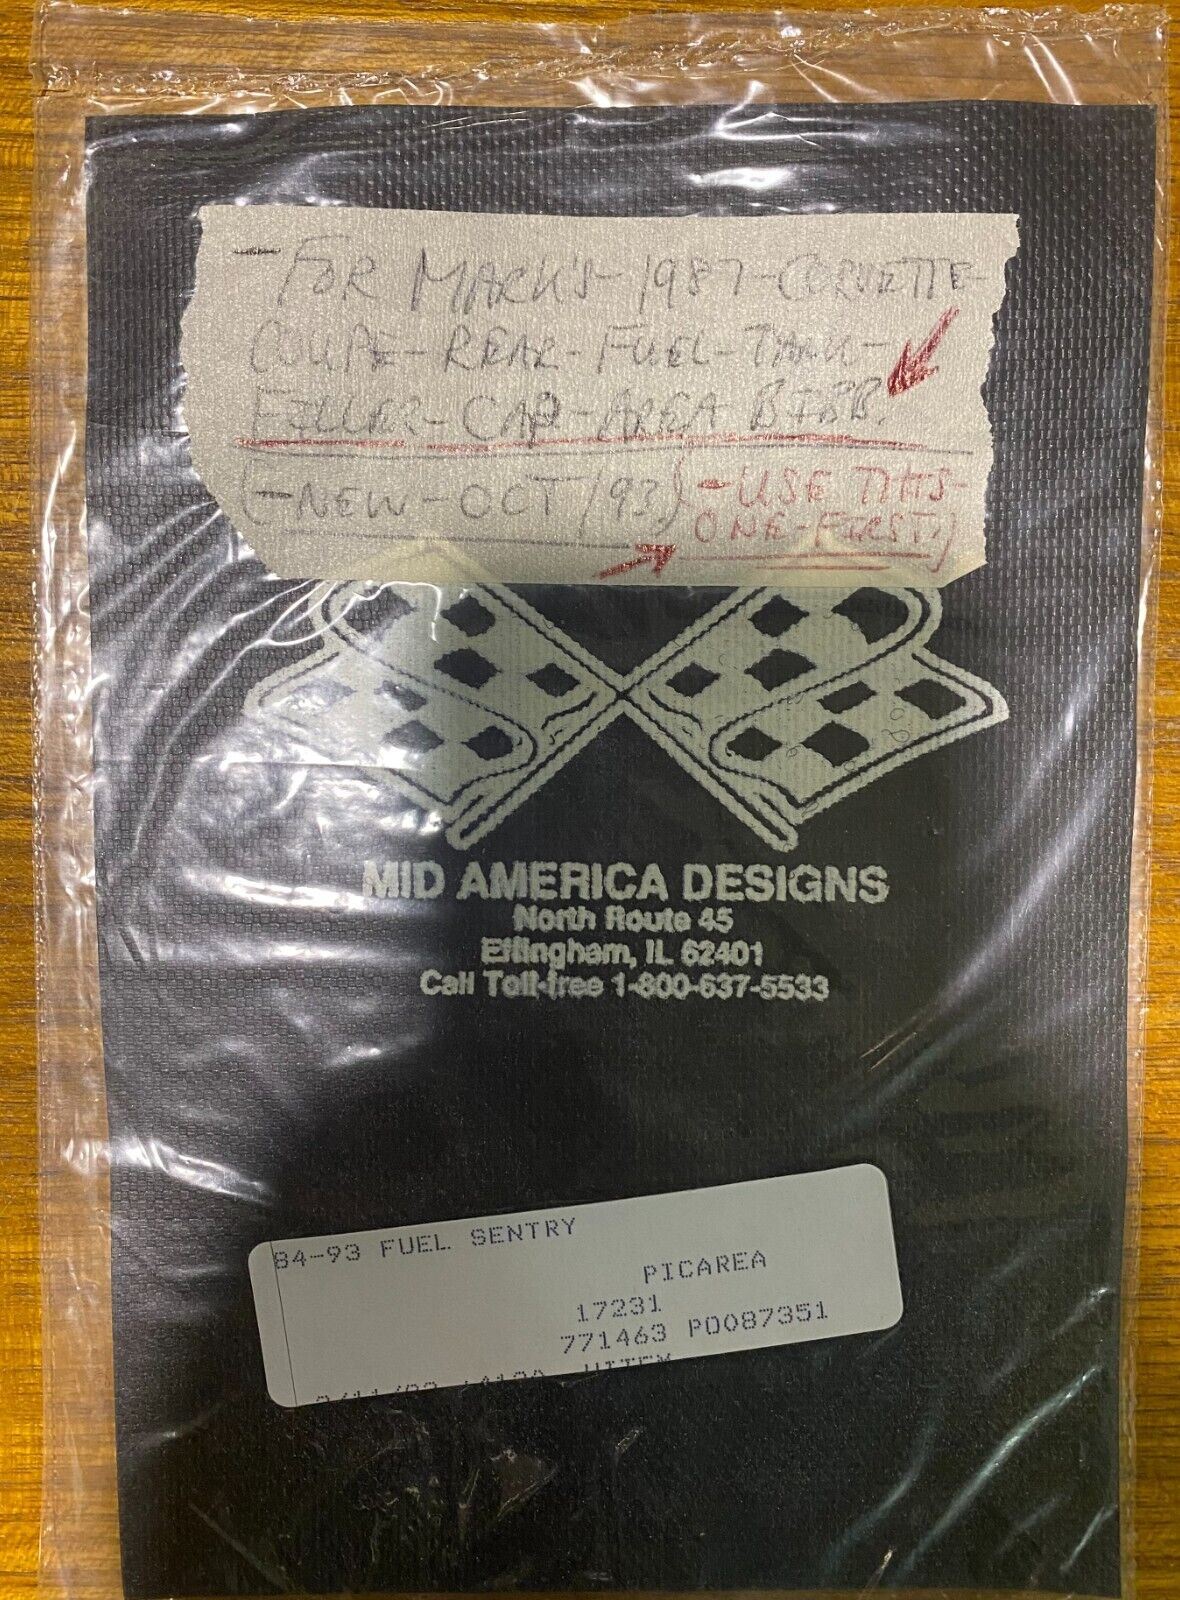 -FOR MARK'S-1987-CORVETTE-
COUPE-REAR-FUEL-TANK-
FILLER-CAP-AREA BIBB.
(-NEW-OCT/93) (-USE THIS-
ONE-FIRST.)
MID AMERICA DESIGNS
North Route 45
Effingham, IL 62401
Call Toll-free 1-800-637-5533
84-93 FUEL SENTRY
PICAREA
17231
771463 PO087351